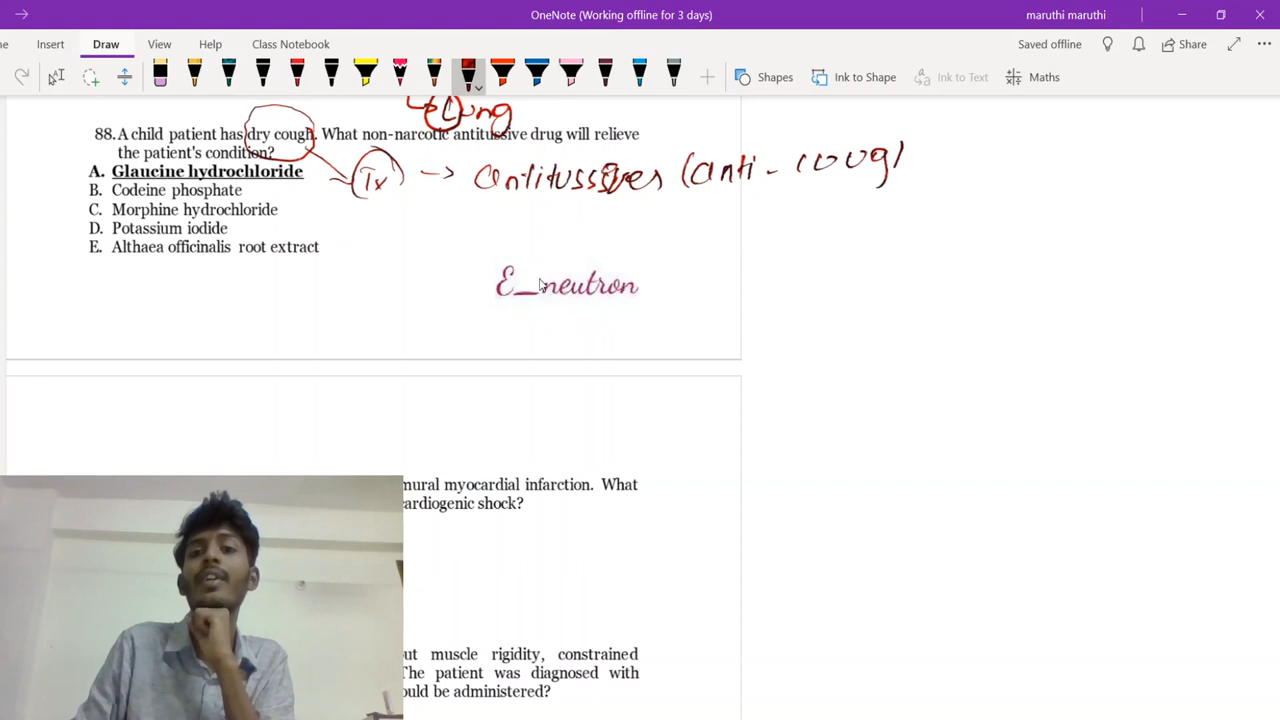 OneNote (Working offline for 3 days)
maruthi maruthi
Insert
Draw
View
Help
Class Notebook
Saved offline
Share
Shapes
Ink to Shape
Ink to Text
Maths
Lung
88. A child patient has dry cough. What non-narcotic antitussive drug will relieve
the patient's condition?
Tx → antitussives (anti - cough
A. Glaucine hydrochloride
B. Codeine phosphate
C. Morphine hydrochloride
D. Potassium iodide
E. Althaea officinalis root extract
E_neutron
mural myocardial infarction. What
cardiogenic shock?
ut muscle rigidity, constrained
The patient was diagnosed with
ould be administered?